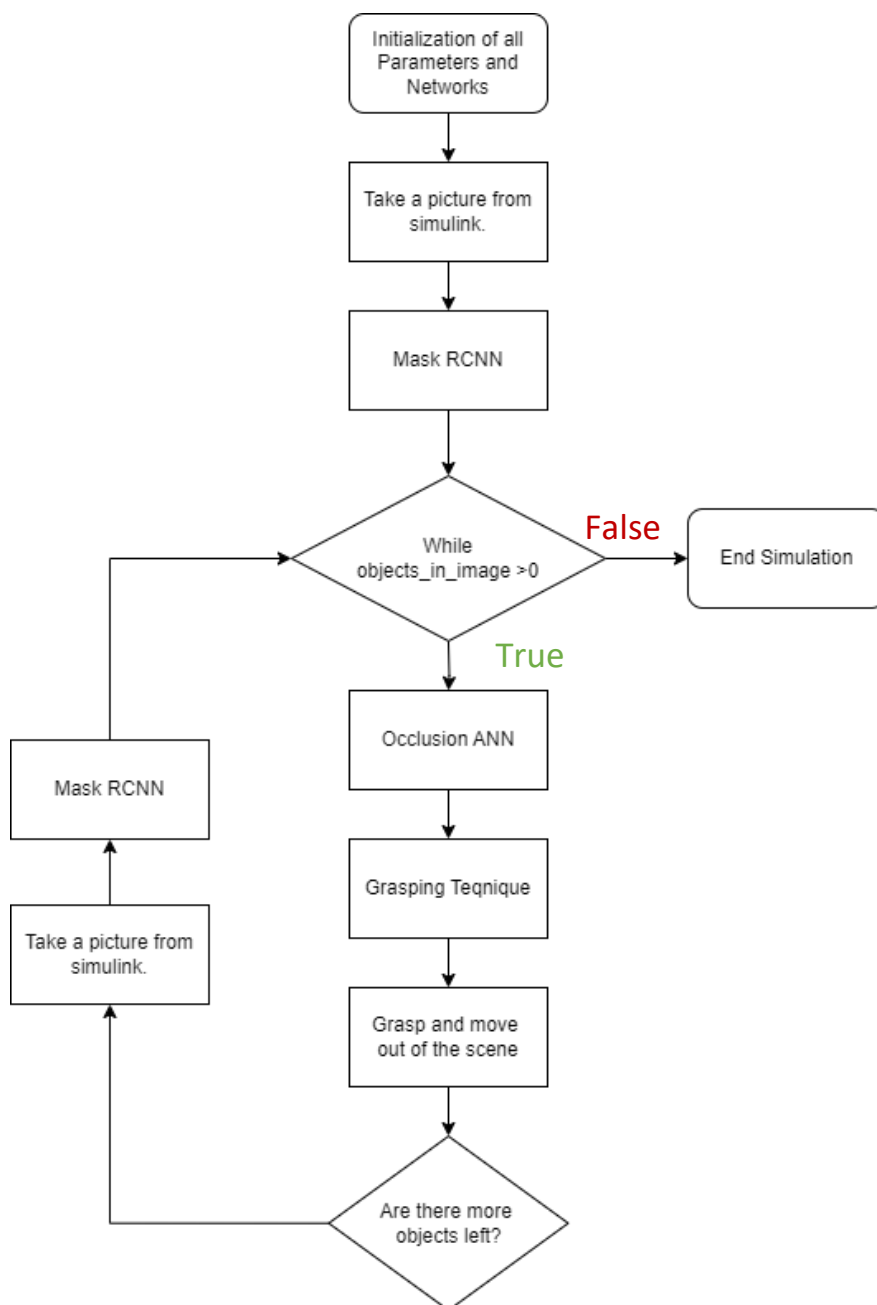 Initialization of all
Parameters and
Networks
Take a picture from
simulink.
Mask RCNN
While
objects_in_image >0
False
End Simulation
True
Occlusion ANN
Mask RCNN
Grasping Teqnique
Take a picture from
simulink.
Grasp and move
out of the scene
Are there more
objects left?